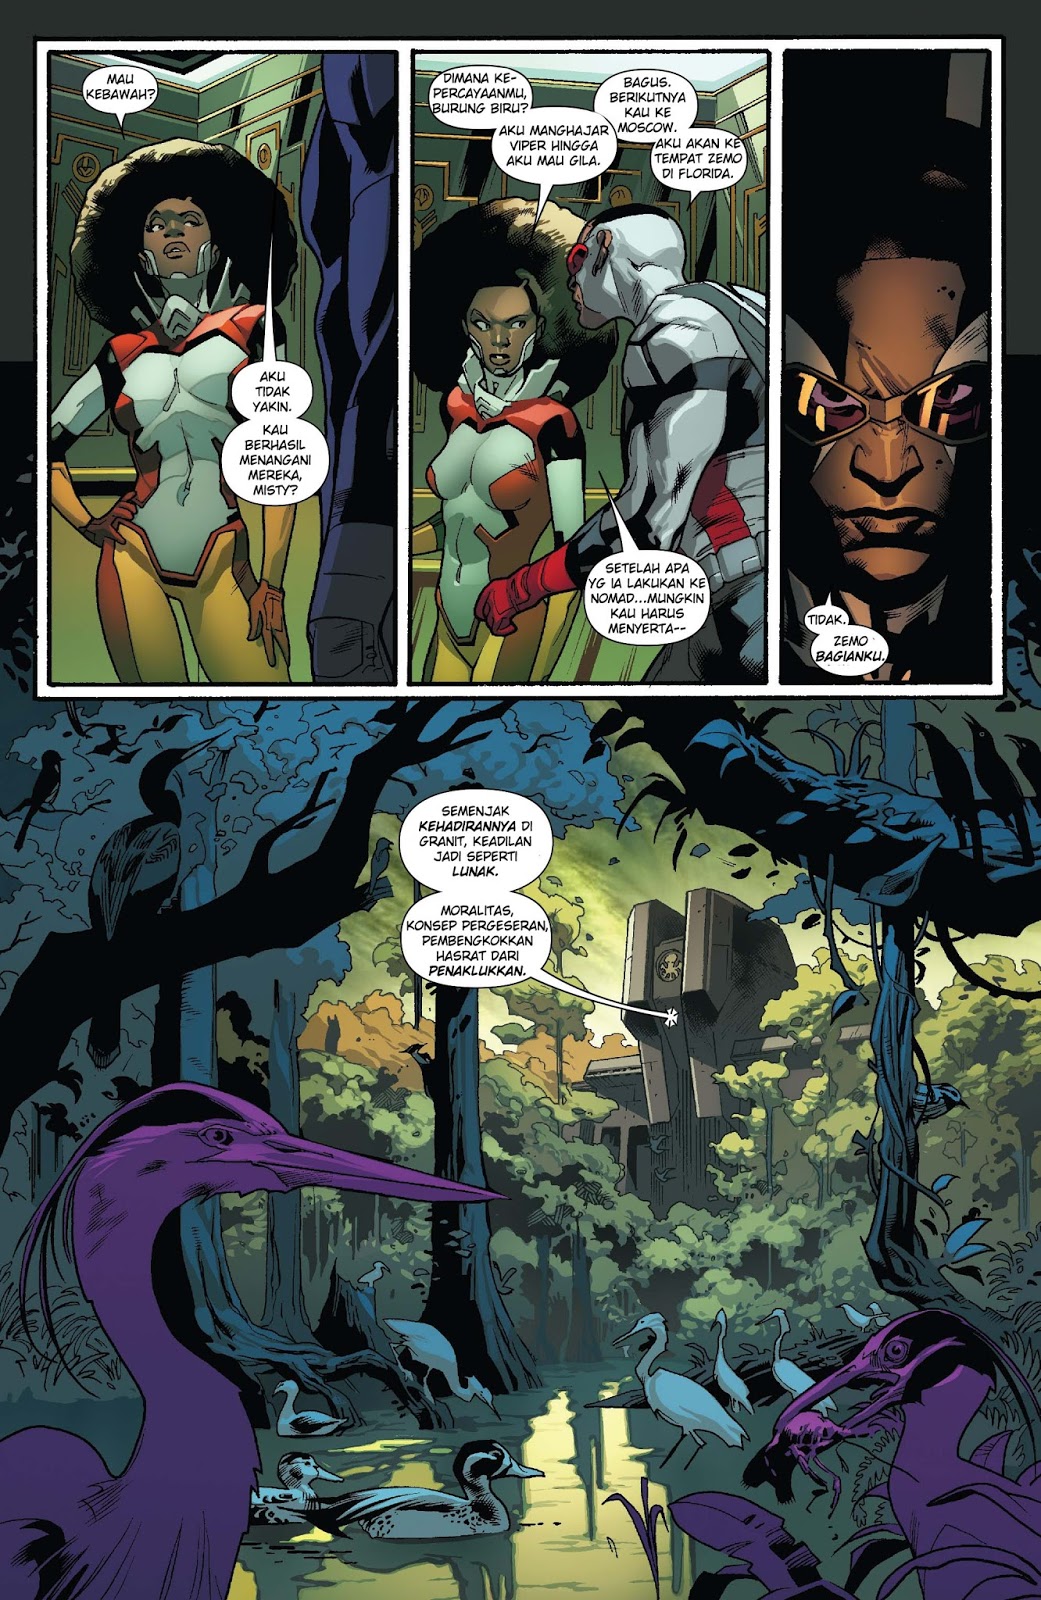 MAU
KEBAWAH?
AKU
TIDAK
YAKIN.
KAU
BERHASIL
MENANGANI
MEREKA,
MISTY?
DIMANA KE-
PERCAYAANMU,
BURUNG BIRU?
AKU MANGHAJAR
VIPER HINGGA
AKU MAU GILA.
BAGUS.
BERIKUTNYA
KAU KE
MOSCOW.
AKU AKAN KE
TEMPAT ZEMO
DI FLORIDA.
SETELAH APA
YG IA LAKUKAN KE
NOMAD...MUNGKIN
KAU HARUS
MENYERTA--
TIDAK.
ZEMO
BAGIANKU.
SEMENJAK
KEHADIRANNYA DI
GRANIT, KEADILAN
JADI SEPERTI
LUNAK.
MORALITAS,
KONSEP PERGESERAN,
PEMBENGKOKKAN
HASRAT DARI
PENAKLUKKAN.